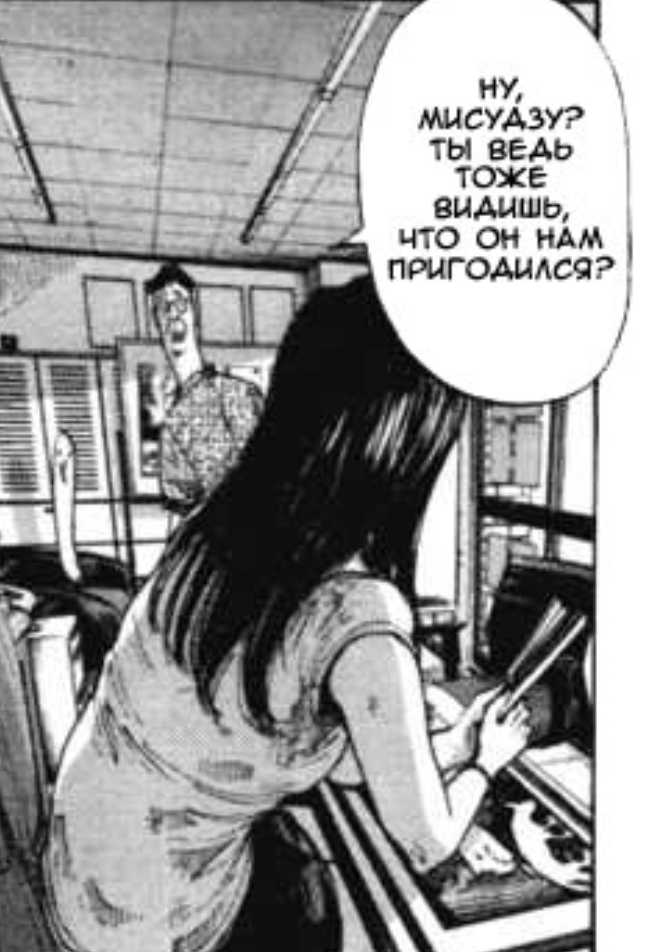 НУ,
МИСУДЗУ?
ТЫ ВЕДЬ
ТОЖЕ
ВИДИШЬ,
ЧТО ОН НАМ
ПРИГОДИЛСЯ?